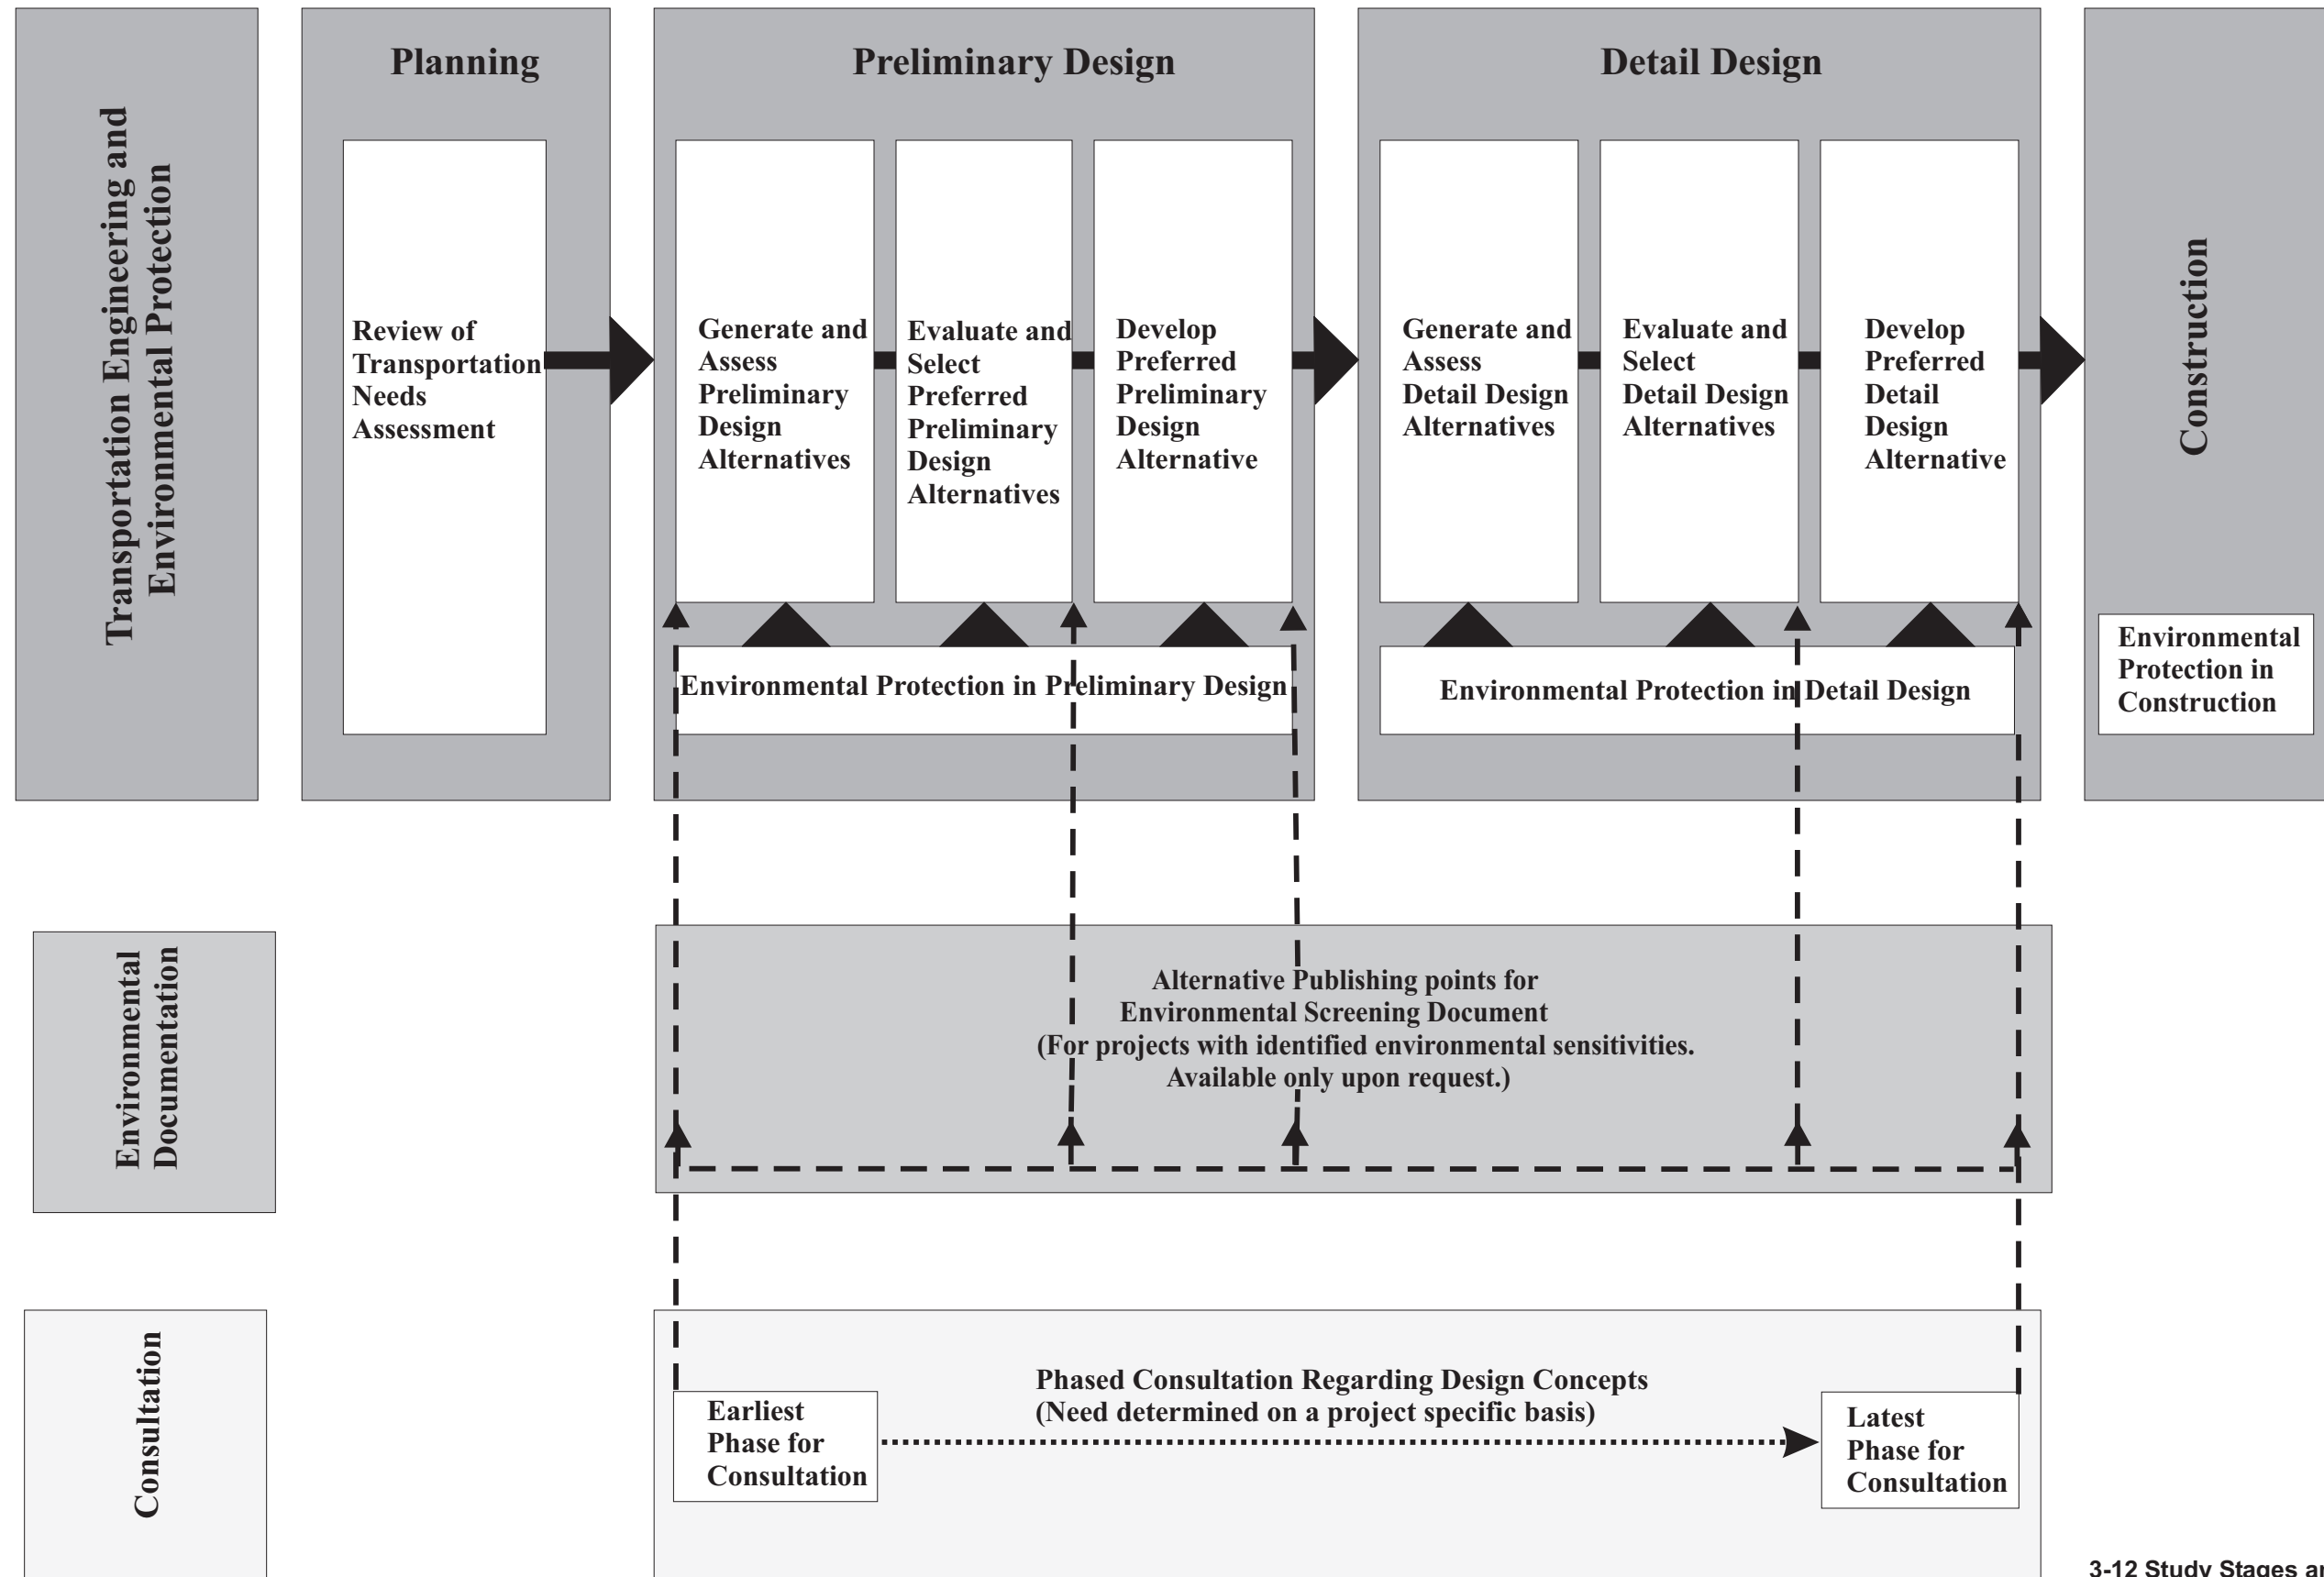 Transportation Engineering and
Environmental Protection
Planning
Review of
Transportation
Needs
Assessment
Preliminary Design
Generate and
Assess
Preliminary
Design
Alternatives
Evaluate and
Select
Preferred
Preliminary
Design
Alternatives
Develop
Preferred
Preliminary
Design
Alternative
Environmental Protection in Preliminary Design
Detail Design
Generate and
Assess
Detail Design
Alternatives
Evaluate and
Select
Detail Design
Alternatives
Develop
Preferred
Detail
Design
Alternative
Environmental Protection in Detail Design
Construction
Environmental
Protection in
Construction
Environmental
Documentation
Alternative Publishing points for
Environmental Screening Document
(For projects with identified environmental sensitivities.
Available only upon request.)
Consultation
Earliest
Phase for
Consultation
Phased Consultation Regarding Design Concepts
(Need determined on a project specific basis)
Latest
Phase for
Consultation
3-12 Study Stages